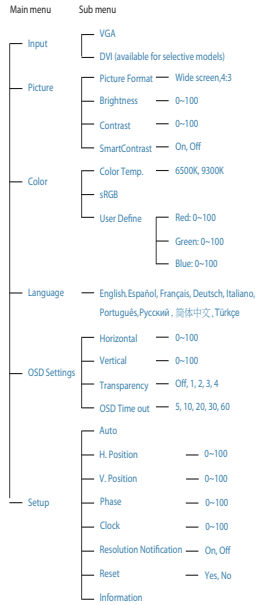 Main menu Sub menu
Input
VGA
DVI (available for selective models)
Picture
Picture Format Wide screen,4:3
Brightness 0~100
Contrast 0~100
SmartContrast On, Off
Color
Color Temp. 6500K, 9300K
sRGB
User Define Red: 0~100
Green: 0~100
Blue: 0~100
Language English.Español, Français, Deutsch, Italiano,
Português,Русский, 简体中文, Türkçe
OSD Settings
Horizontal 0~100
Vertical 0~100
Transparency Off, 1, 2, 3, 4
OSD Time out 5, 10, 20, 30, 60
Setup
Auto
H. Position 0~100
V. Position 0~100
Phase 0~100
Clock 0~100
Resolution Notification On, Off
Reset Yes, No
Information